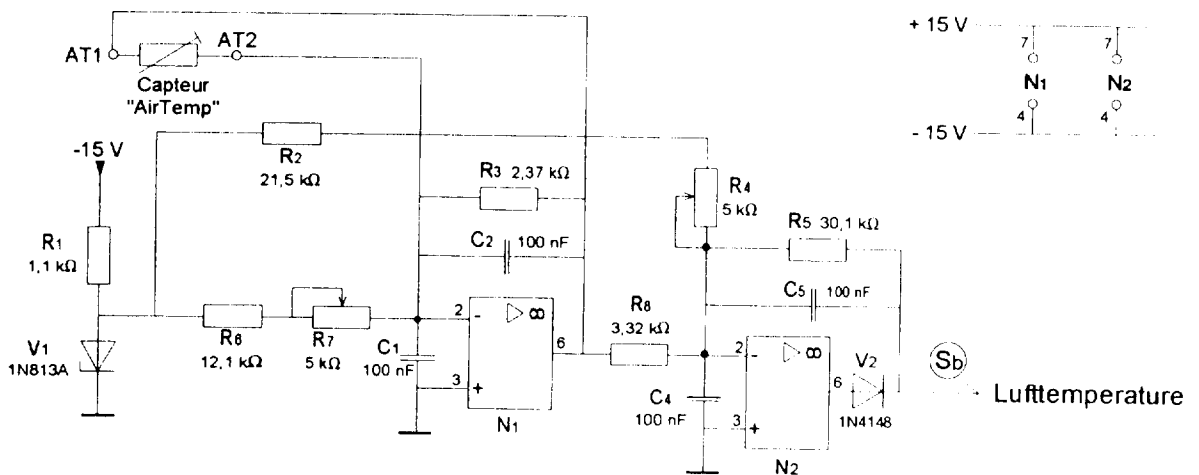 AT1
AT2
Capteur
"AirTemp"
+ 15 V
7
7
N1
N2
4
4
- 15 V
-15 V
R2
21,5 kΩ
R3 2,37 kΩ
R4
5 kΩ
R5 30,1 kΩ
R1
1,1 kΩ
C2 100 nF
C5 100 nF
V1
1N813A
R6
12,1 kΩ
R7
5 kΩ
C1
100 nF
2 - ▷ ∞
6
3 +
N1
R8
3,32 kΩ
C4
100 nF
2 - ▷ ∞
6
3 +
N2
V2
1N4148
Sb
Lufttemperature